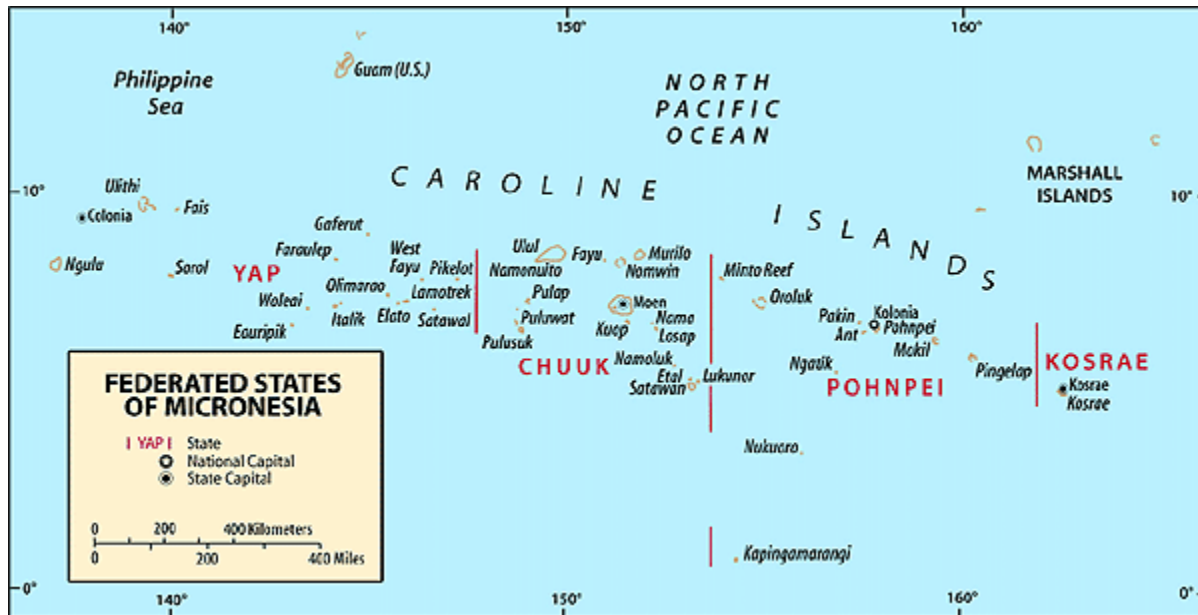 140°
150°
160°
Philippine
Sea
Guam (U.S.)
NORTH
PACIFIC
OCEAN
MARSHALL
ISLANDS
10°
10°
CAROLINE
ISLANDS
Ulithi
Colonia
Fais
Ngulu
Sorol
YAP
Gaferut
Faraulep
West
Fayu
Pikelot
Olimarao
Lamotrek
Woleai
Italik
Elato
Satawal
Eauripik
Ulul
Fayu
Murilo
Namonuito
Nomwin
Pulap
Moen
Puluwat
Kuep
Nama
Losap
Pulusuk
CHUUK
Namoluk
Etal
Lukunor
Satawan
Minto Reef
Oroluk
Pakin
Kolonia
Ant
Pohnpei
Mokil
Ngatik
POHNPEI
Pingelap
KOSRAE
Kosrae
Kosrae
Nukuoro
Kapingamarangi
FEDERATED STATES
OF MICRONESIA
YAP State
National Capital
State Capital
0 200 400 Kilometers
0 200 400 Miles
0°
0°
140°
150°
160°